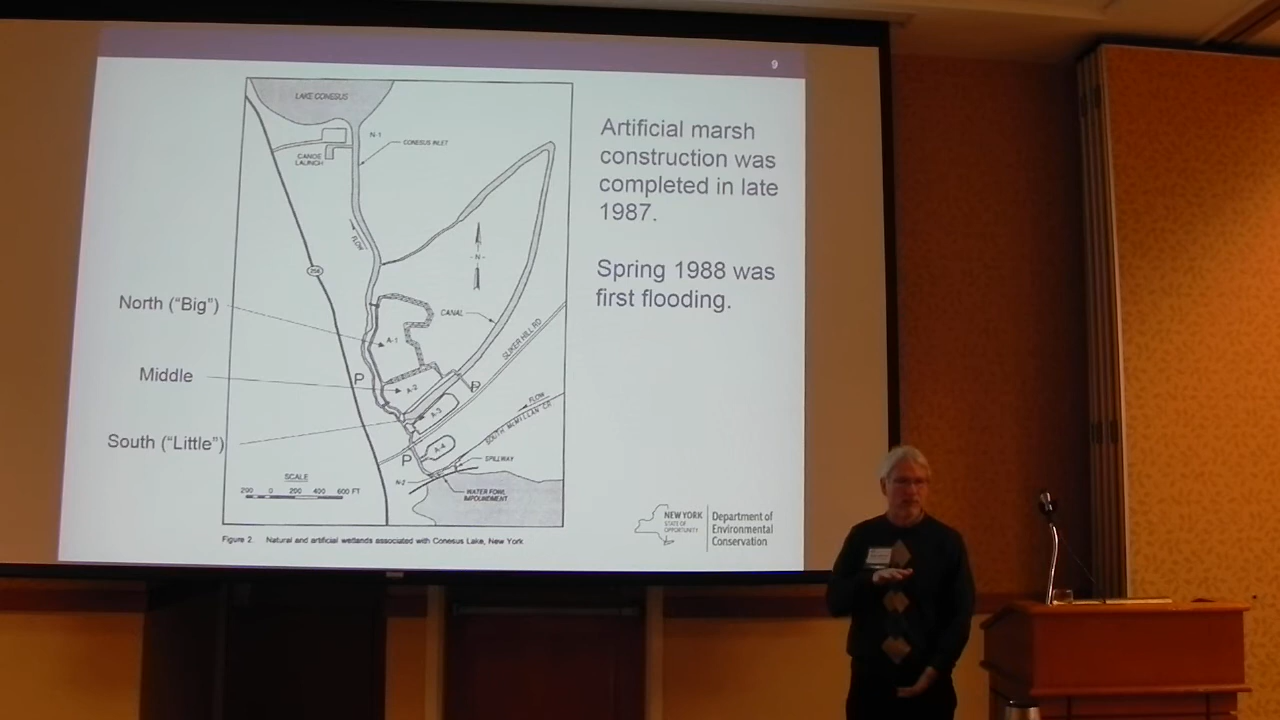 9
LAKE CONESUS
N-1
CONESUS INLET
CANOE
LAUNCH
FLOW
N
256
North ("Big")
A-1
CANAL
SLIKER HILL RD
Middle
P
A-2
P
A-3
FLOW
SOUTH McMILLAN CR
South ("Little")
A-4
P
SPILLWAY
N-2
WATER FOWL
IMPOUNDMENT
SCALE
200 0 200 400 600 FT
Figure 2. Natural and artificial wetlands associated with Conesus Lake, New York.
Artificial marsh
construction was
completed in late
1987.
Spring 1988 was
first flooding.
NEW YORK
STATE OF
OPPORTUNITY
Department of
Environmental
Conservation